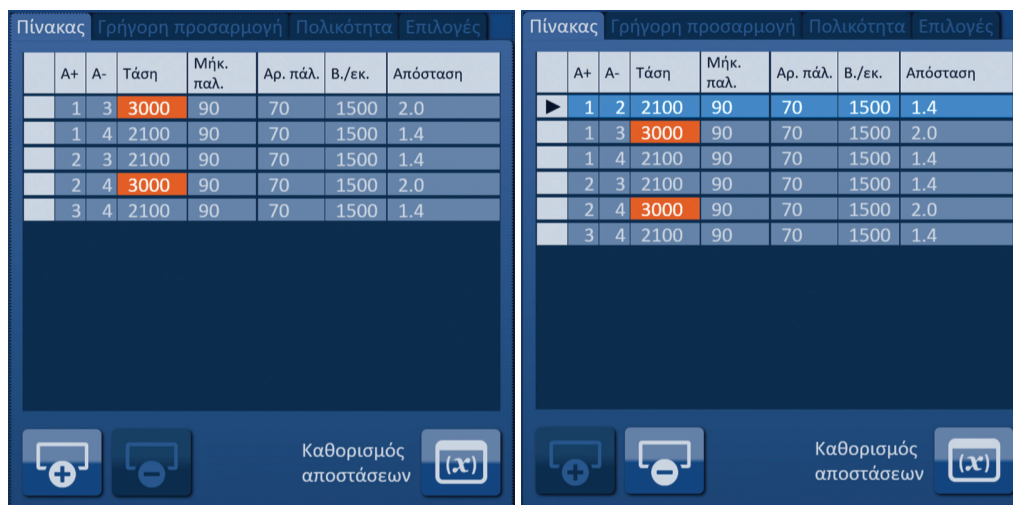 Πίνακας Γρήγορη προσαρμογή Πολικότητα Επιλογές
A+ A- Τάση Μήκ. παλ. Αρ. πάλ. Β./εκ. Απόσταση
1 3 3000 90 70 1500 2.0
1 4 2100 90 70 1500 1.4
2 3 2100 90 70 1500 1.4
2 4 3000 90 70 1500 2.0
3 4 2100 90 70 1500 1.4
Καθορισμός
αποστάσεων
(x)
Πίνακας Γρήγορη προσαρμογή Πολικότητα Επιλογές
A+ A- Τάση Μήκ. παλ. Αρ. πάλ. Β./εκ. Απόσταση
1 2 2100 90 70 1500 1.4
1 3 3000 90 70 1500 2.0
1 4 2100 90 70 1500 1.4
2 3 2100 90 70 1500 1.4
2 4 3000 90 70 1500 2.0
3 4 2100 90 70 1500 1.4
Καθορισμός
αποστάσεων
(x)